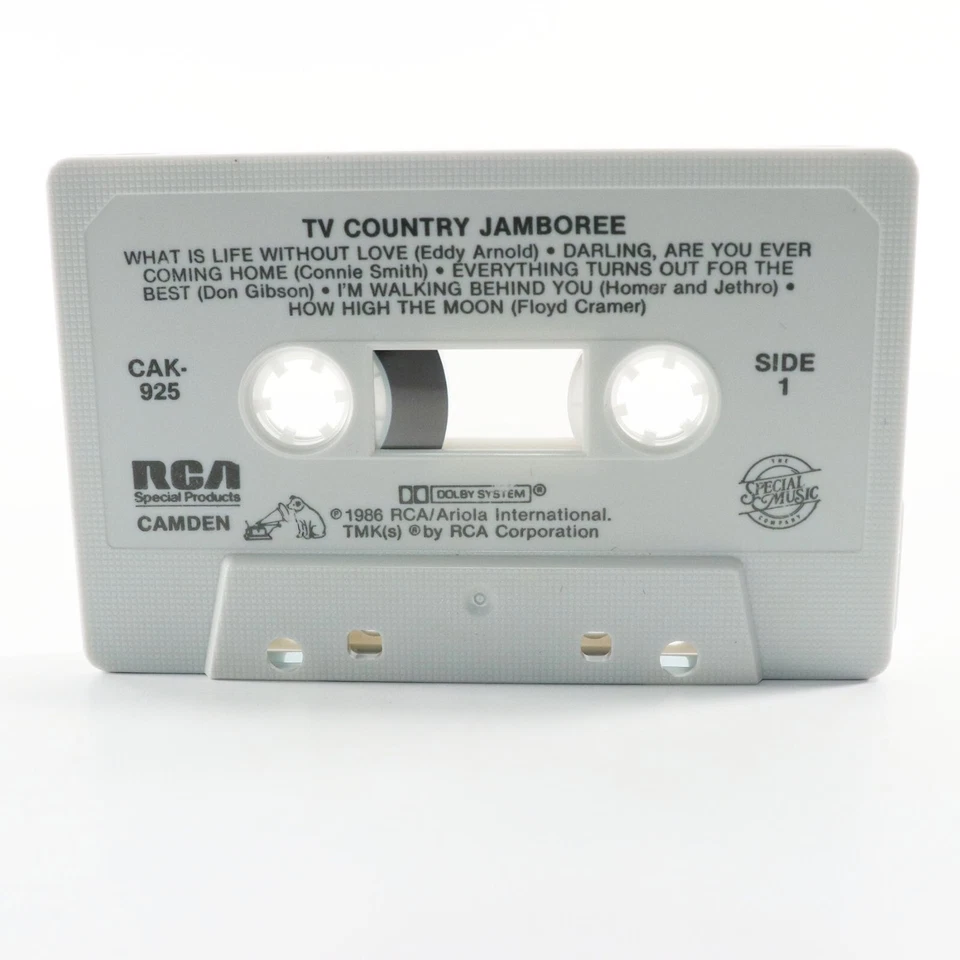 TV COUNTRY JAMBOREE
WHAT IS LIFE WITHOUT LOVE (Eddy Arnold) • DARLING, ARE YOU EVER
COMING HOME (Connie Smith) • EVERYTHING TURNS OUT FOR THE
BEST (Don Gibson) • I'M WALKING BEHIND YOU (Homer and Jethro) •
HOW HIGH THE MOON (Floyd Cramer)
CAK-
925
SIDE
1
RCA
Special Products
CAMDEN
DOLBY SYSTEM ®
℗ 1986 RCA/Ariola International.
TMK(s) ® by RCA Corporation
THE
SPECIAL
MUSIC
COMPANY